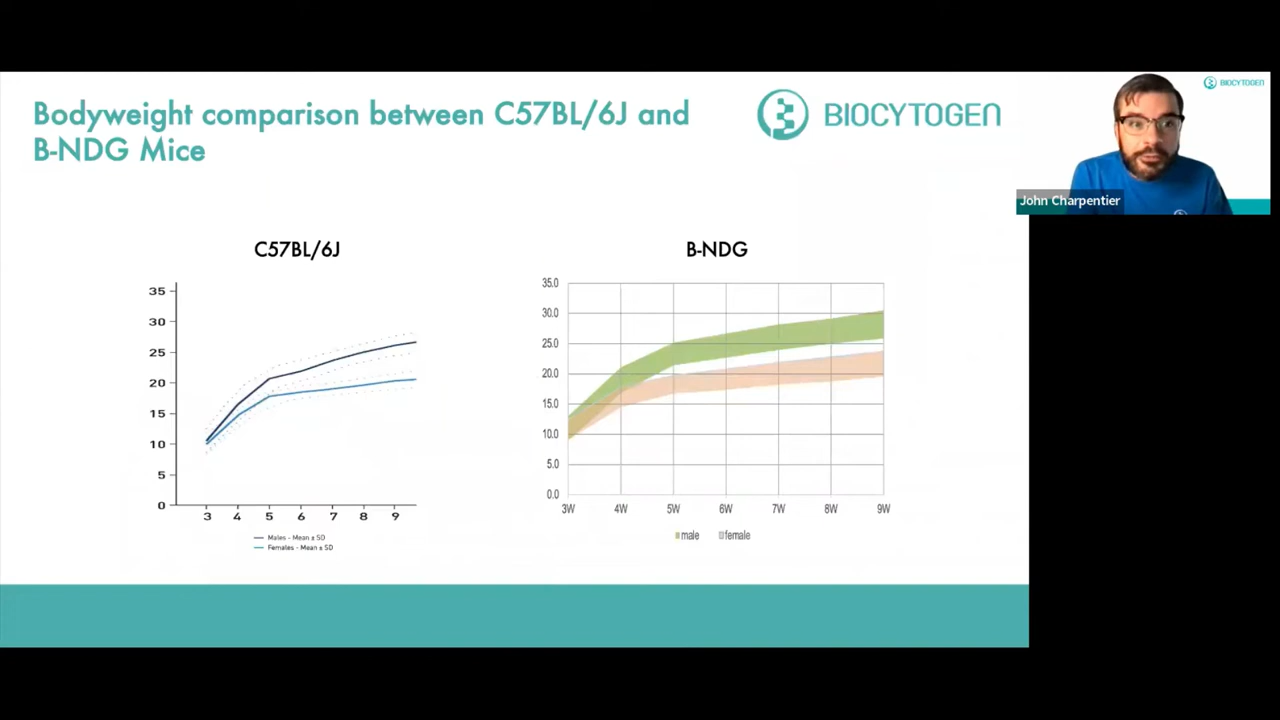 Bodyweight comparison between C57BL/6J and
B-NDG Mice
BIOCYTOGEN
BIOCYTOGEN
John Charpentier
C57BL/6J
35
30
25
20
15
10
5
0
3 4 5 6 7 8 9
Males - Mean ± SD
Females - Mean ± SD
B-NDG
35.0
30.0
25.0
20.0
15.0
10.0
5.0
0.0
3W 4W 5W 6W 7W 8W 9W
male female